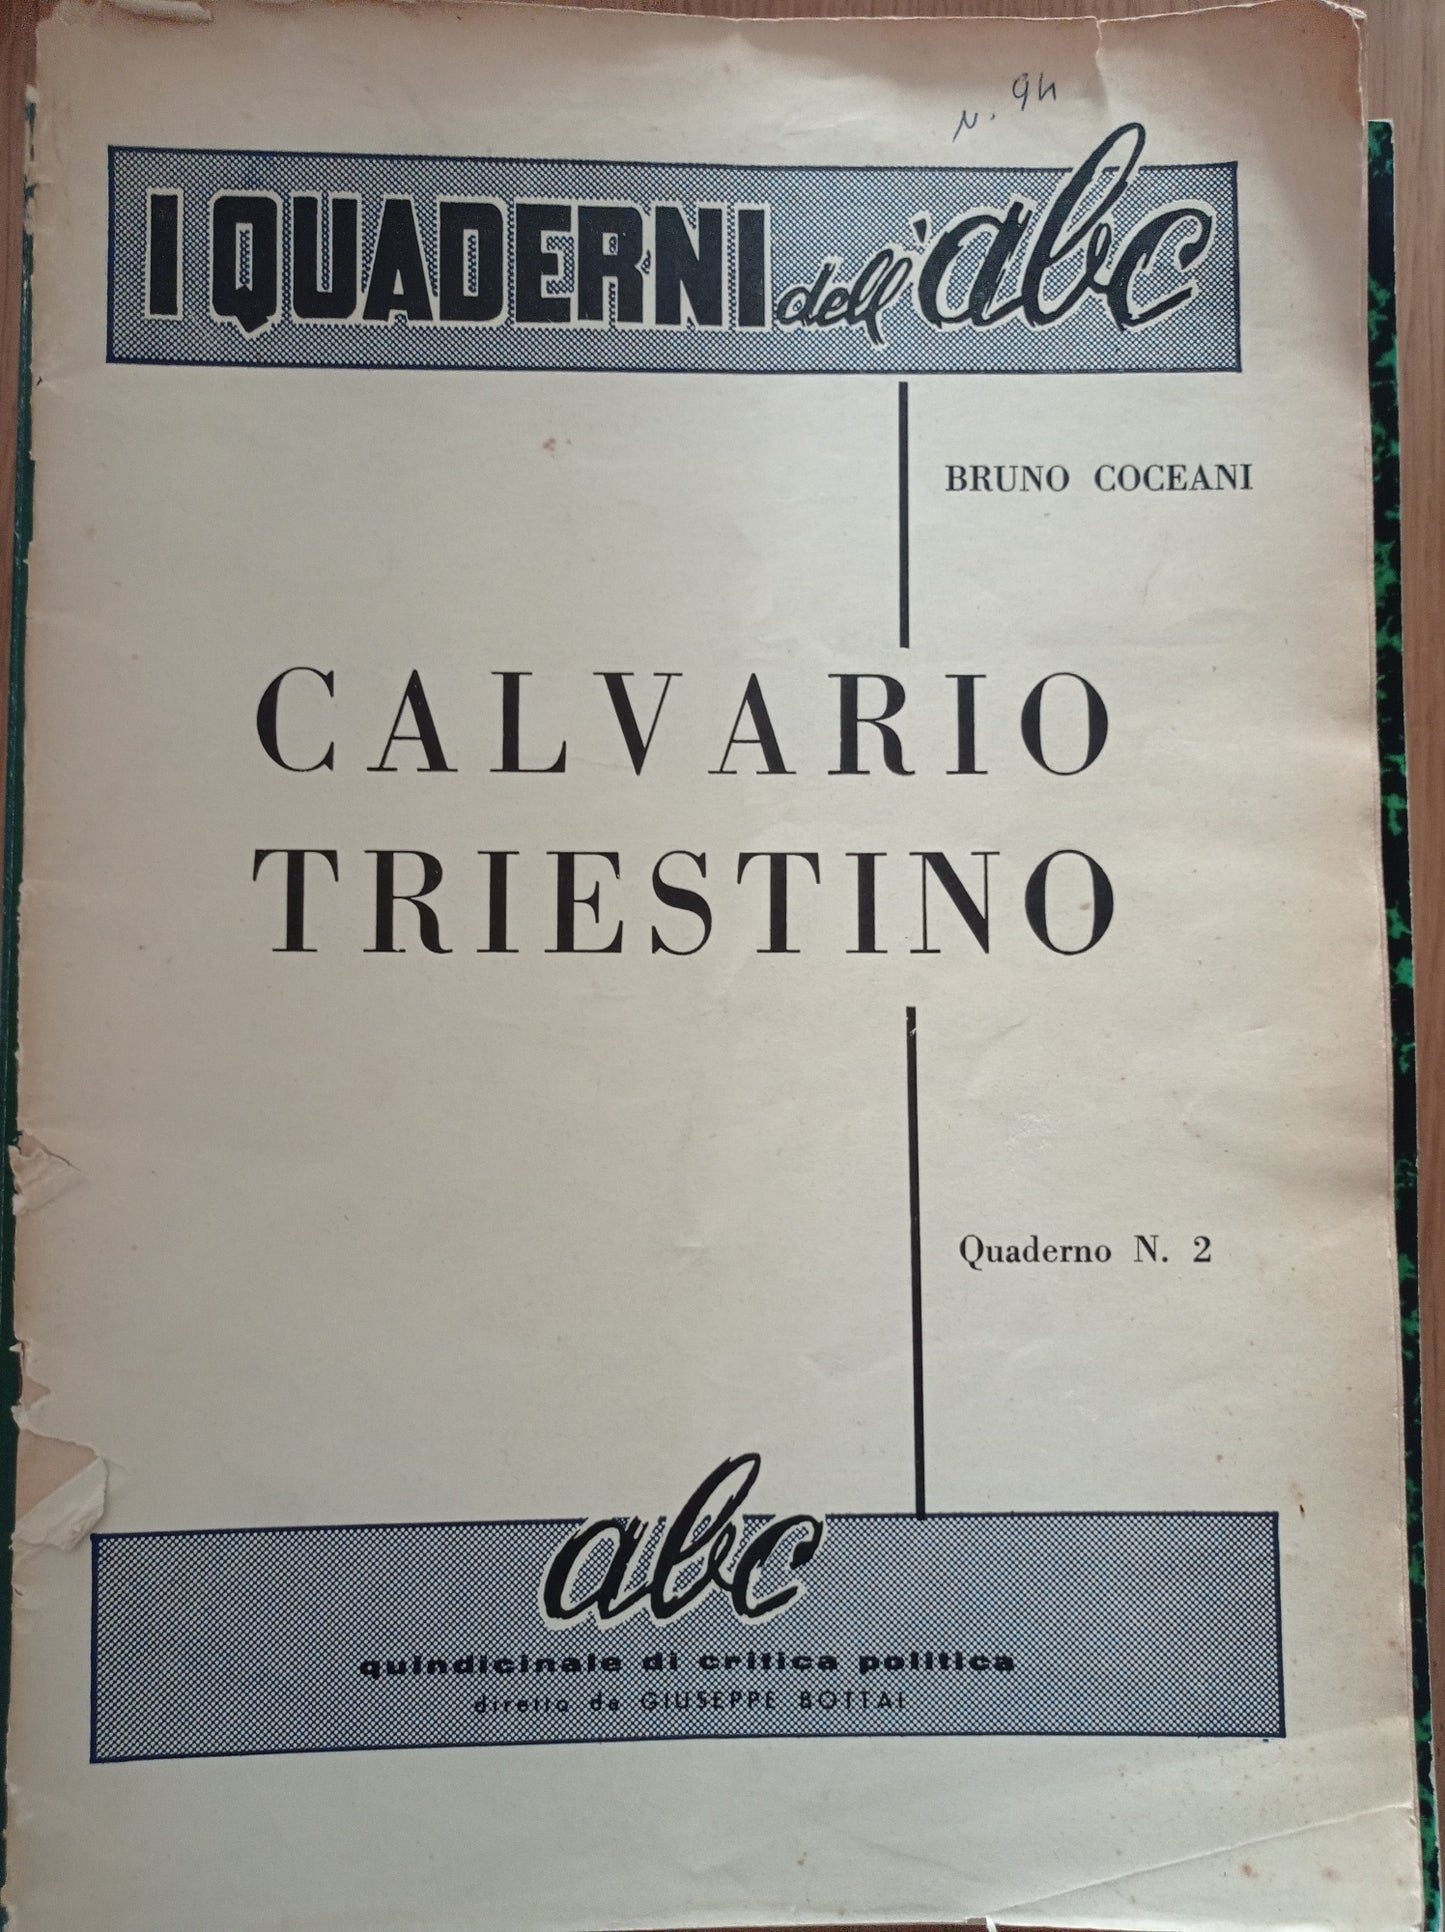 N. 94
I QUADERNI dell'abc
BRUNO COCEANI
CALVARIO
TRIESTINO
Quaderno N. 2
abc
quindicinale di critica politica
diretto da GIUSEPPE BOTTAI